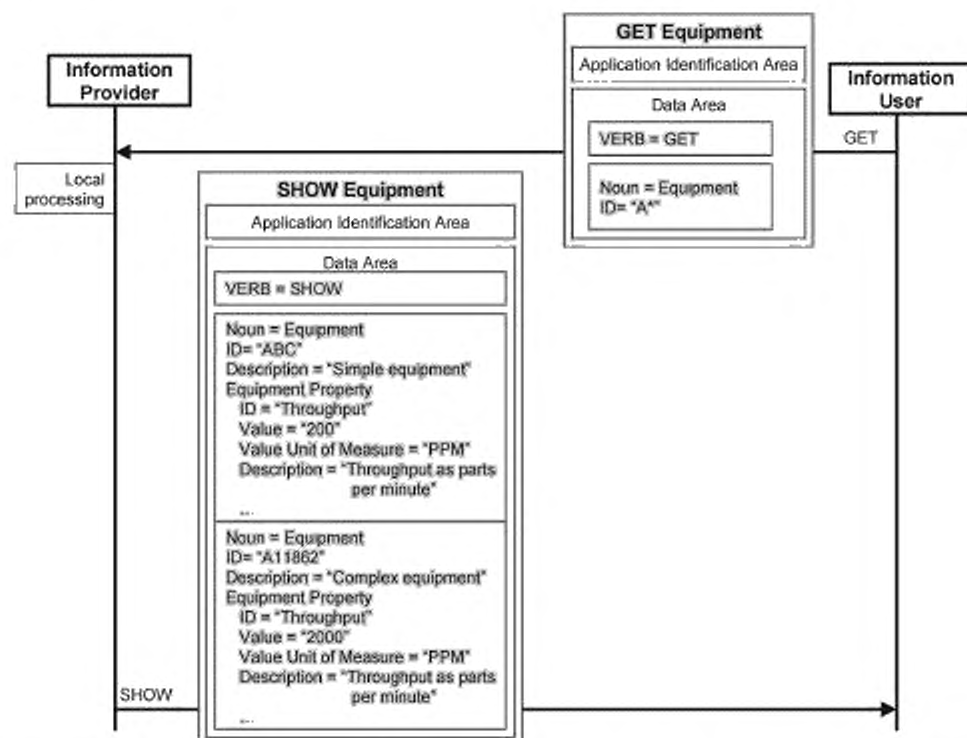 GET Equipment
Application Identification Area
Data Area
VERB = GET
Noun = Equipment
ID= "A*"
Information
Provider
Information
User
GET
Local
processing
SHOW Equipment
Application Identification Area
Data Area
VERB = SHOW
Noun = Equipment
ID= "ABC"
Description = "Simple equipment"
Equipment Property
ID = "Throughput"
Value = "200"
Value Unit of Measure = "PPM"
Description = "Throughput as parts
per minute"
...
Noun = Equipment
ID= "A11862"
Description = "Complex equipment"
Equipment Property
ID = "Throughput"
Value = "2000"
Value Unit of Measure = "PPM"
Description = "Throughput as parts
per minute"
...
SHOW